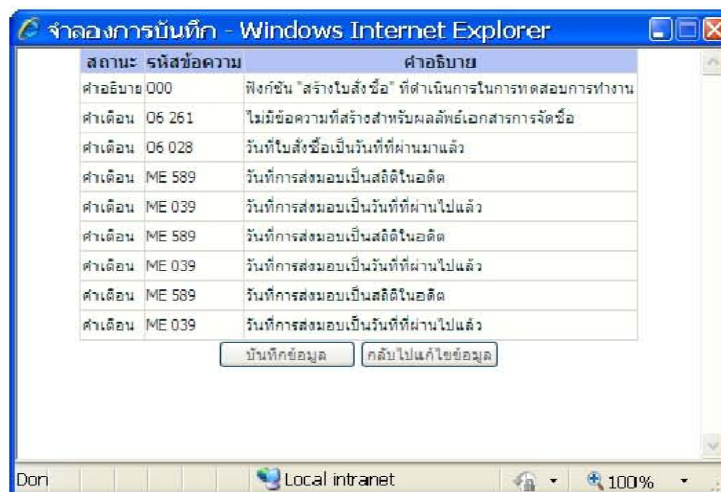 จำลองการบันทึก - Windows Internet Explorer
สถานะ รหัสข้อความ คำอธิบาย
คำอธิบาย 000 ฟังก์ชัน "สร้างใบสั่งซื้อ" ที่ดำเนินการในการทดสอบการทำงาน
คำเตือน 06 261 ไม่มีข้อความที่สร้างสำหรับผลลัพธ์เอกสารการจัดซื้อ
คำเตือน 06 028 วันที่ใบสั่งซื้อเป็นวันที่ที่ผ่านมาแล้ว
คำเตือน ME 589 วันที่การส่งมอบเป็นสถิติในอดีต
คำเตือน ME 039 วันที่การส่งมอบเป็นวันที่ที่ผ่านไปแล้ว
คำเตือน ME 589 วันที่การส่งมอบเป็นสถิติในอดีต
คำเตือน ME 039 วันที่การส่งมอบเป็นวันที่ที่ผ่านไปแล้ว
คำเตือน ME 589 วันที่การส่งมอบเป็นสถิติในอดีต
คำเตือน ME 039 วันที่การส่งมอบเป็นวันที่ที่ผ่านไปแล้ว
บันทึกข้อมูล กลับไปแก้ไขข้อมูล
Don Local intranet 100%